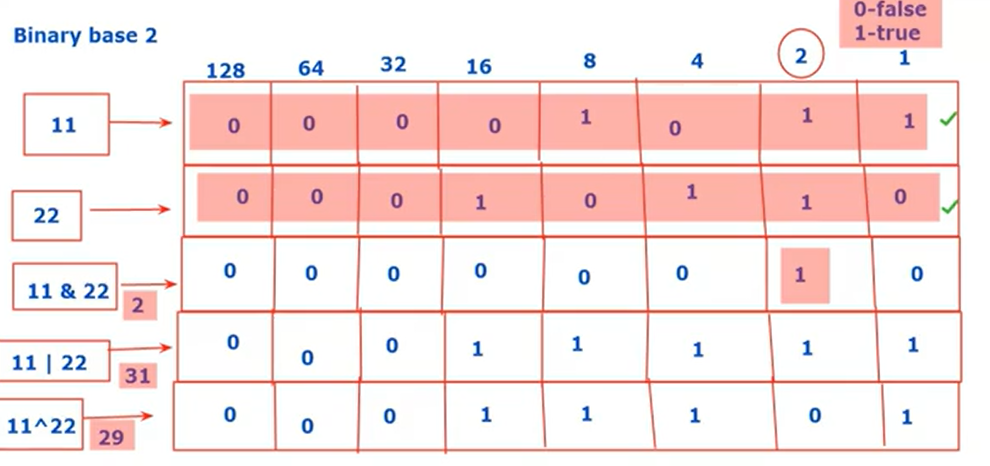 0-false
1-true
Binary base 2
128 64 32 16 8 4 2 1
11 0 0 0 0 1 0 1 1
22 0 0 0 1 0 1 1 0
11 & 22 2 0 0 0 0 0 0 1 0
11 | 22 31 0 0 0 1 1 1 1 1
11^22 29 0 0 0 1 1 1 0 1